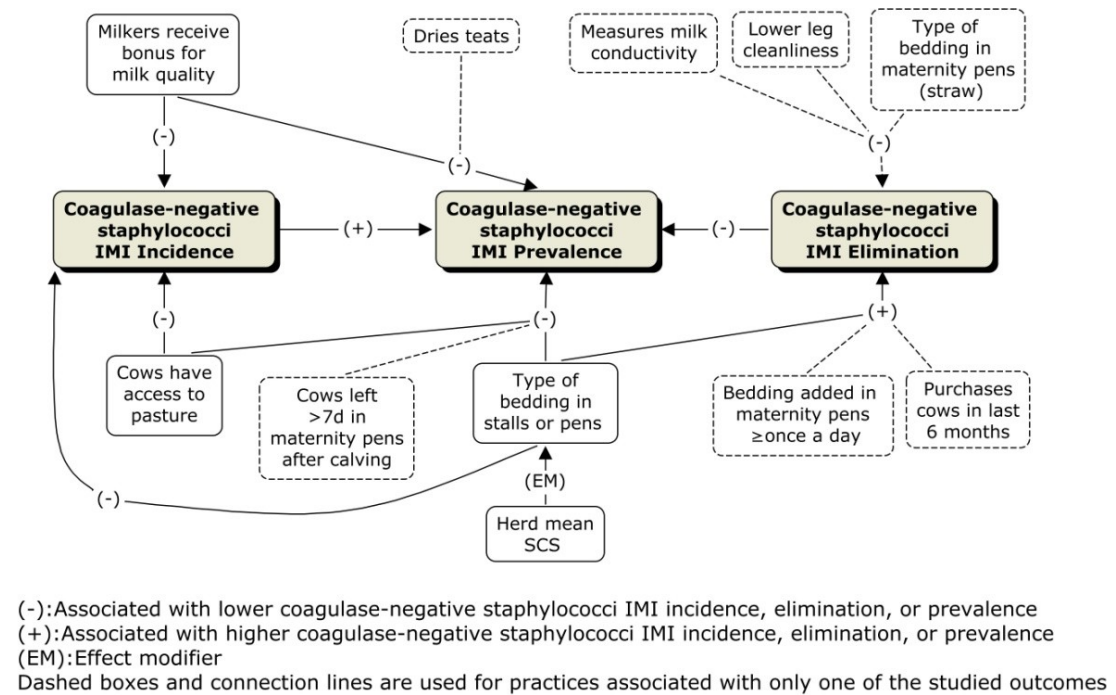 Milkers receive
bonus for
milk quality
Dries teats
Measures milk
conductivity
Lower leg
cleanliness
Type of
bedding in
maternity pens
(straw)
(-)
(-)
(-)
Coagulase-negative
staphylococci
IMI Incidence
(+)
Coagulase-negative
staphylococci
IMI Prevalence
(-)
Coagulase-negative
staphylococci
IMI Elimination
(-)
(-)
(+)
Cows have
access to
pasture
Cows left
>7d in
maternity pens
after calving
Type of
bedding in
stalls or pens
Bedding added in
maternity pens
≥once a day
Purchases
cows in last
6 months
(-)
(EM)
Herd mean
SCS
(-):Associated with lower coagulase-negative staphylococci IMI incidence, elimination, or prevalence
(+):Associated with higher coagulase-negative staphylococci IMI incidence, elimination, or prevalence
(EM):Effect modifier
Dashed boxes and connection lines are used for practices associated with only one of the studied outcomes